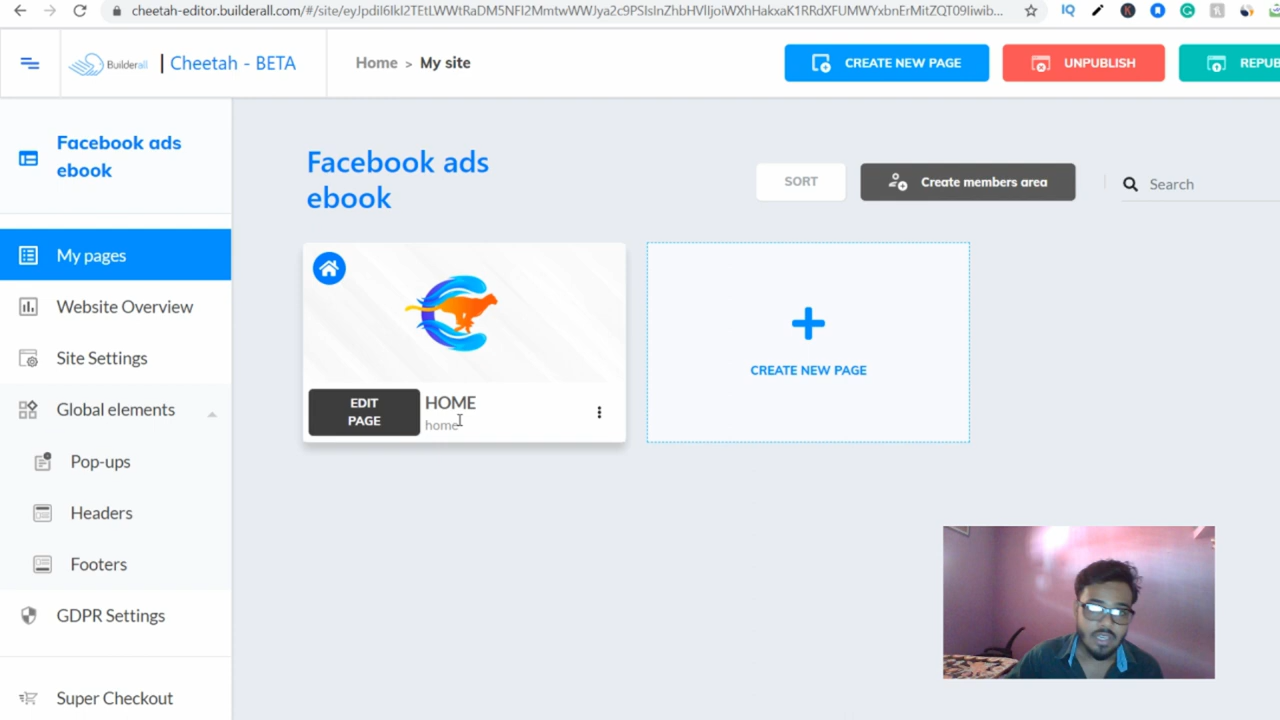 cheetah-editor.builderall.com/#/site/
IQ
Builderall
Cheetah - BETA
Home > My site
CREATE NEW PAGE
UNPUBLISH
REPUB
Facebook ads
ebook
My pages
Website Overview
Site Settings
Global elements
Pop-ups
Headers
Footers
GDPR Settings
Super Checkout
Facebook ads
ebook
SORT
Create members area
Search
EDIT
PAGE
HOME
home
CREATE NEW PAGE